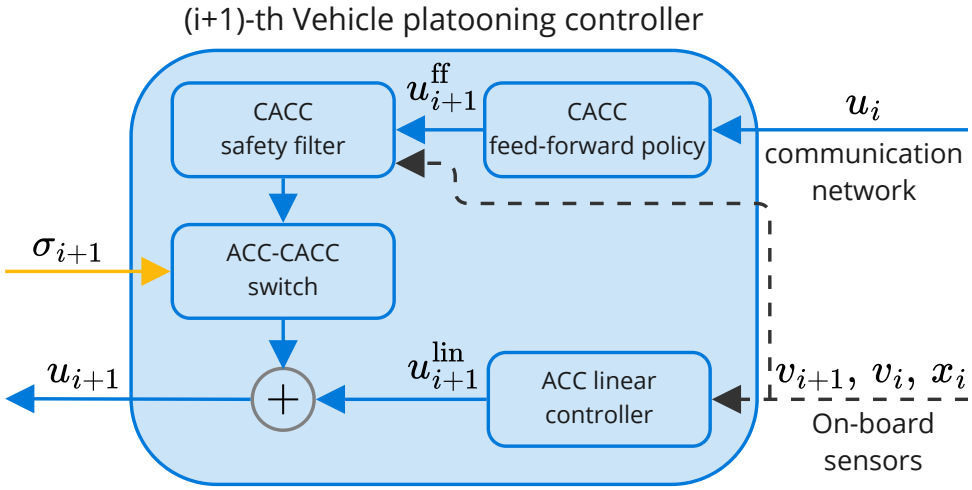 (i+1)-th Vehicle platooning controller
CACC
safety filter
u_{i+1}^{ff}
CACC
feed-forward policy
u_i
communication
network
σ_{i+1}
ACC-CACC
switch
u_{i+1}
+
u_{i+1}^{lin}
ACC linear
controller
v_{i+1}, v_i, x_i
On-board
sensors